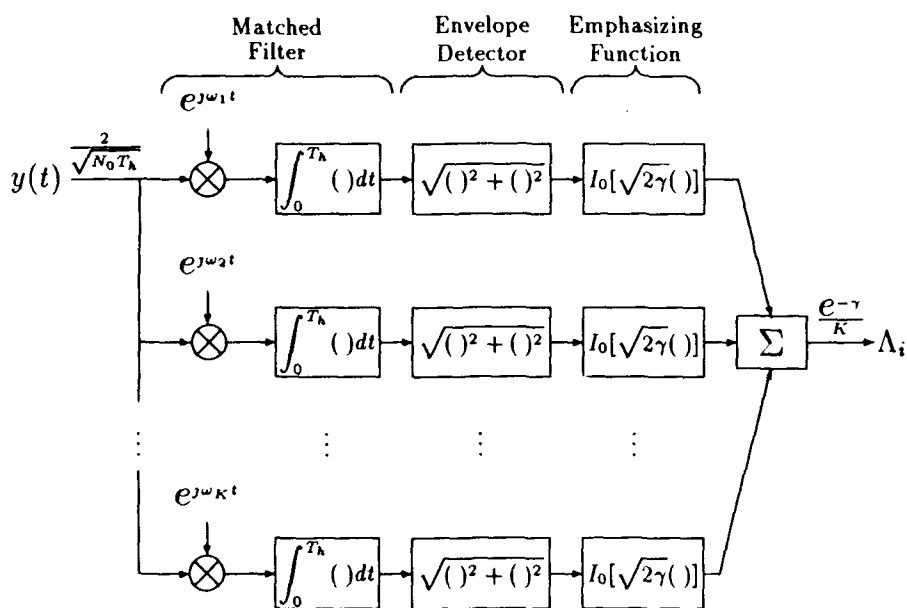 Matched Filter
Envelope Detector
Emphasizing Function
y(t) 2/√(N₀T_h)
e^{jω₁t}
∫₀^{T_h} ( )dt
√(( )² + ( )²)
I₀[√2γ( )]
e^{jω₂t}
∫₀^{T_h} ( )dt
√(( )² + ( )²)
I₀[√2γ( )]
Σ
e^{-γ}/K
Λ_i
⋮ ⋮ ⋮ ⋮
e^{jω_K t}
∫₀^{T_h} ( )dt
√(( )² + ( )²)
I₀[√2γ( )]